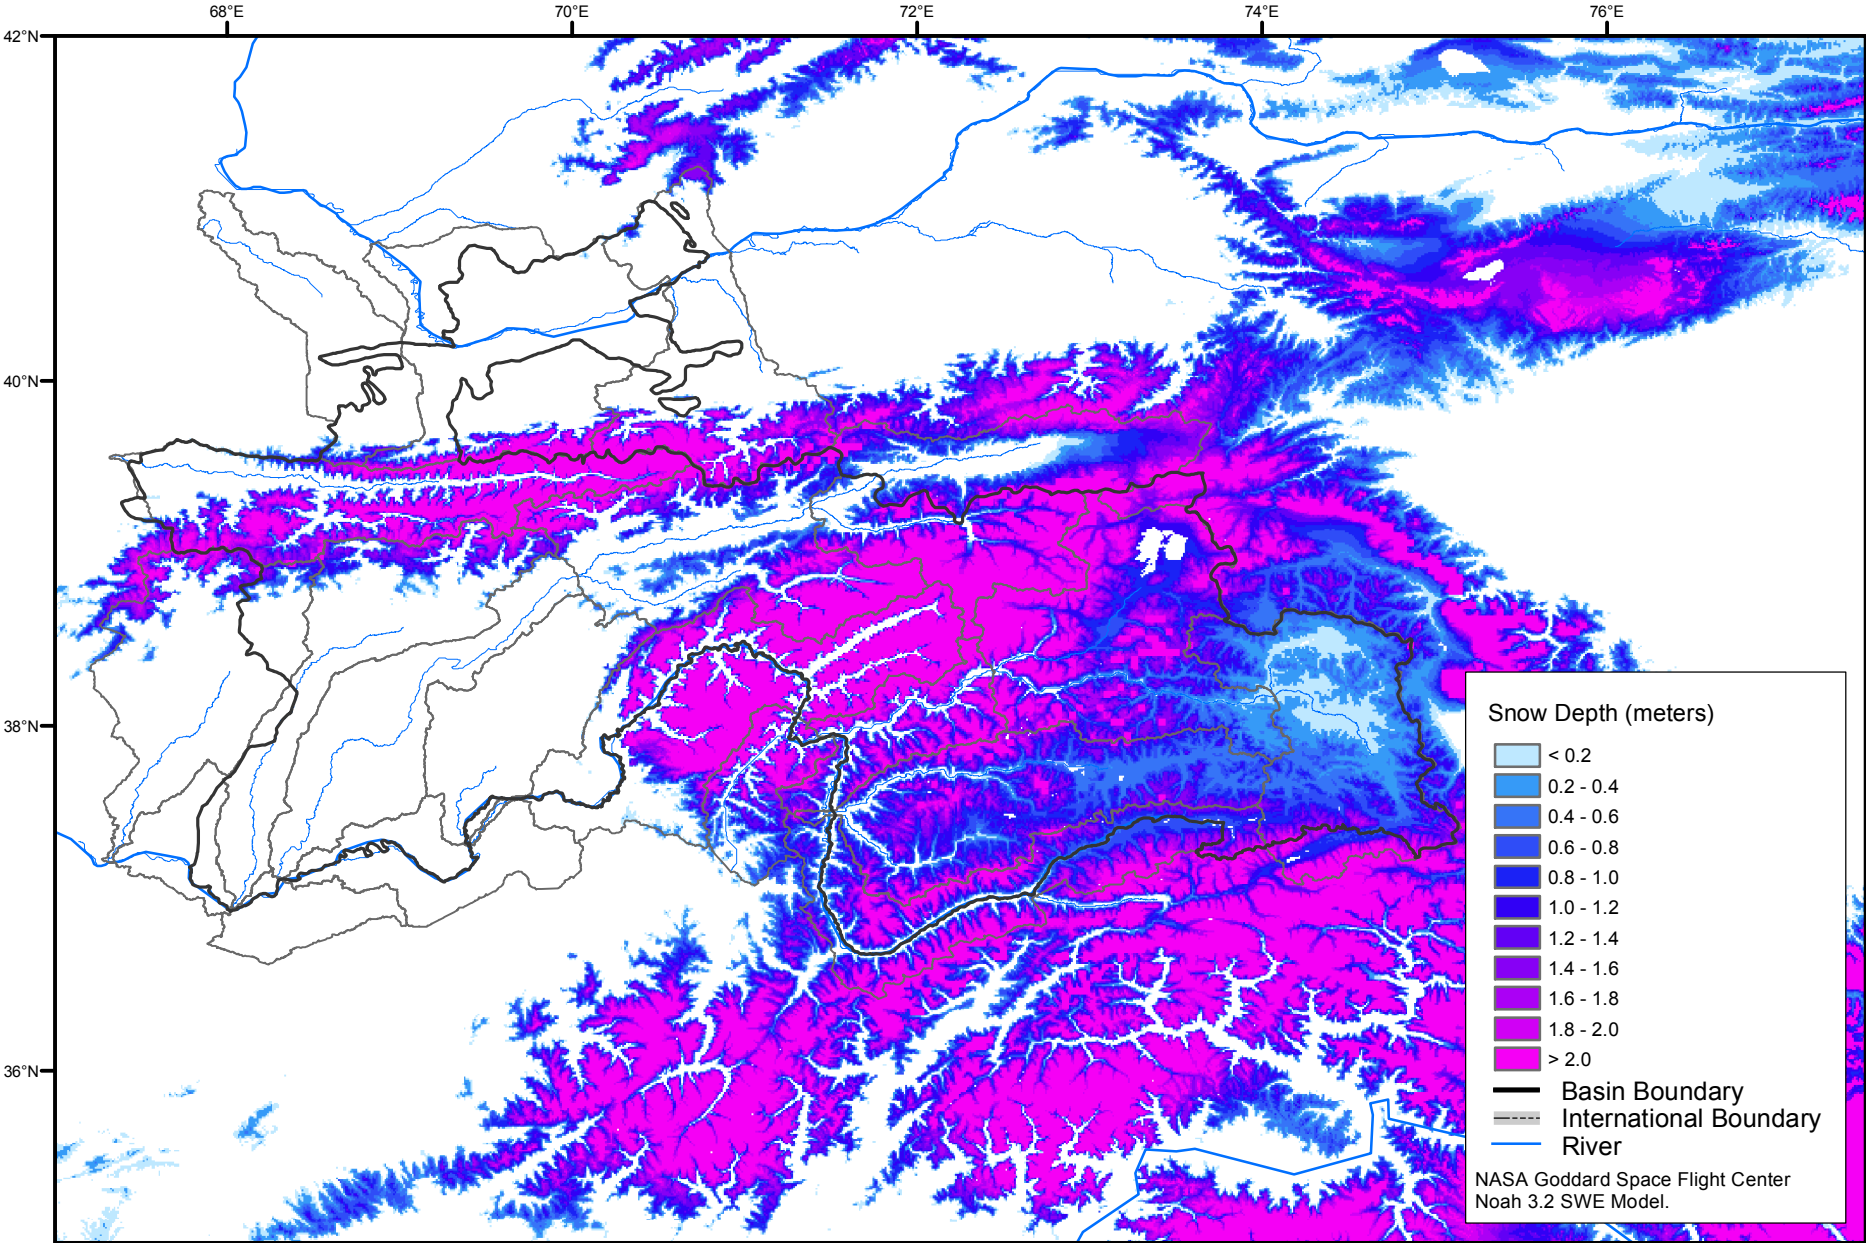 68°E
70°E
72°E
74°E
76°E
42°N
40°N
38°N
36°N
Snow Depth (meters)
< 0.2
0.2 - 0.4
0.4 - 0.6
0.6 - 0.8
0.8 - 1.0
1.0 - 1.2
1.2 - 1.4
1.4 - 1.6
1.6 - 1.8
1.8 - 2.0
> 2.0
Basin Boundary
International Boundary
River
NASA Goddard Space Flight Center
Noah 3.2 SWE Model.